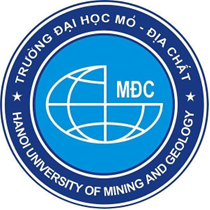 TRƯỜNG ĐẠI HỌC MỎ - ĐỊA CHẤT
MĐC
HANOI UNIVERSITY OF MINING AND GEOLOGY